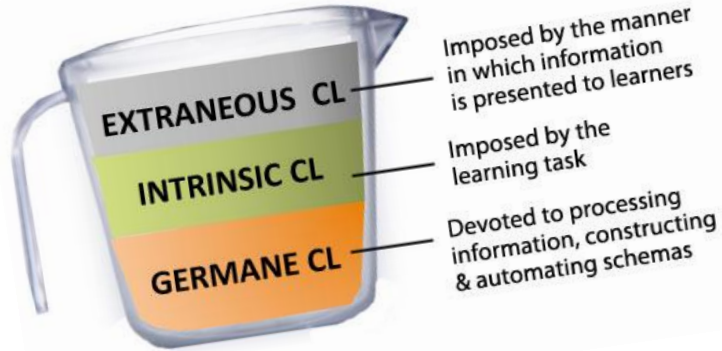 EXTRANEOUS CL
Imposed by the manner
in which information
is presented to learners
INTRINSIC CL
Imposed by the
learning task
GERMANE CL
Devoted to processing
information, constructing
& automating schemas